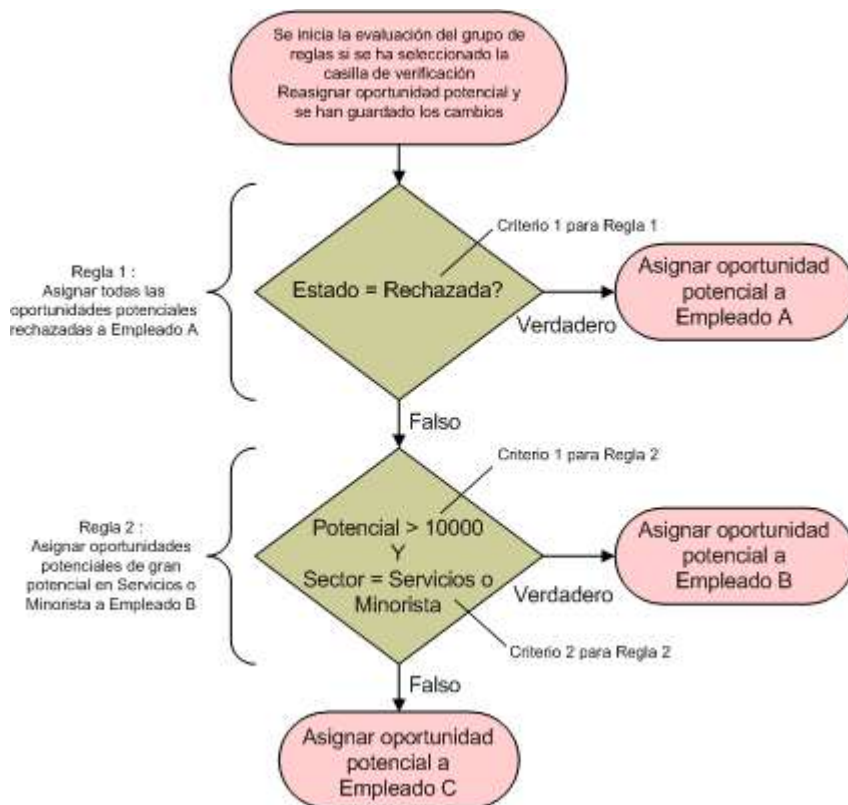 Se inicia la evaluación del grupo de
reglas si se ha seleccionado la
casilla de verificación
Reasignar oportunidad potencial y
se han guardado los cambios
Criterio 1 para Regla 1
Regla 1 :
Asignar todas las
oportunidades potenciales
rechazadas a Empleado A
Estado = Rechazada?
Verdadero
Asignar oportunidad
potencial a
Empleado A
Falso
Criterio 1 para Regla 2
Regla 2 :
Asignar oportunidades
potenciales de gran
potencial en Servicios o
Minorista a Empleado B
Potencial > 10000
Y
Sector = Servicios o
Minorista
Verdadero
Asignar oportunidad
potencial a
Empleado B
Criterio 2 para Regla 2
Falso
Asignar oportunidad
potencial a
Empleado C